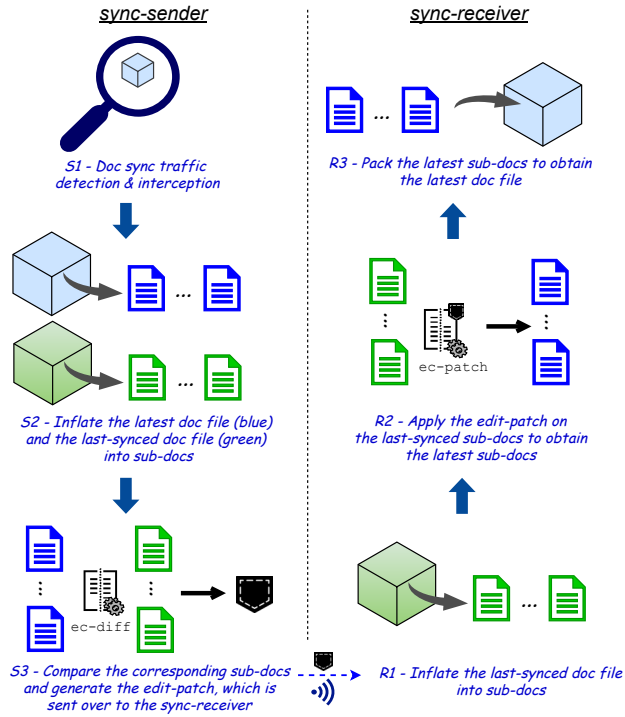 sync-sender
S1 - Doc sync traffic
detection & interception
...
...
S2 - Inflate the latest doc file (blue)
and the last-synced doc file (green)
into sub-docs
...
...
ec-diff
S3 - Compare the corresponding sub-docs
and generate the edit-patch, which is
sent over to the sync-receiver
sync-receiver
...
R3 - Pack the latest sub-docs to obtain
the latest doc file
...
...
ec-patch
R2 - Apply the edit-patch on
the last-synced sub-docs to obtain
the latest sub-docs
...
R1 - Inflate the last-synced doc file
into sub-docs